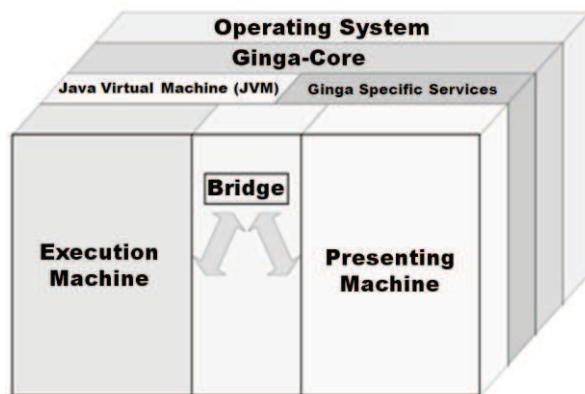 Operating System
Ginga-Core
Java Virtual Machine (JVM)
Ginga Specific Services
Bridge
Execution
Machine
Presenting
Machine